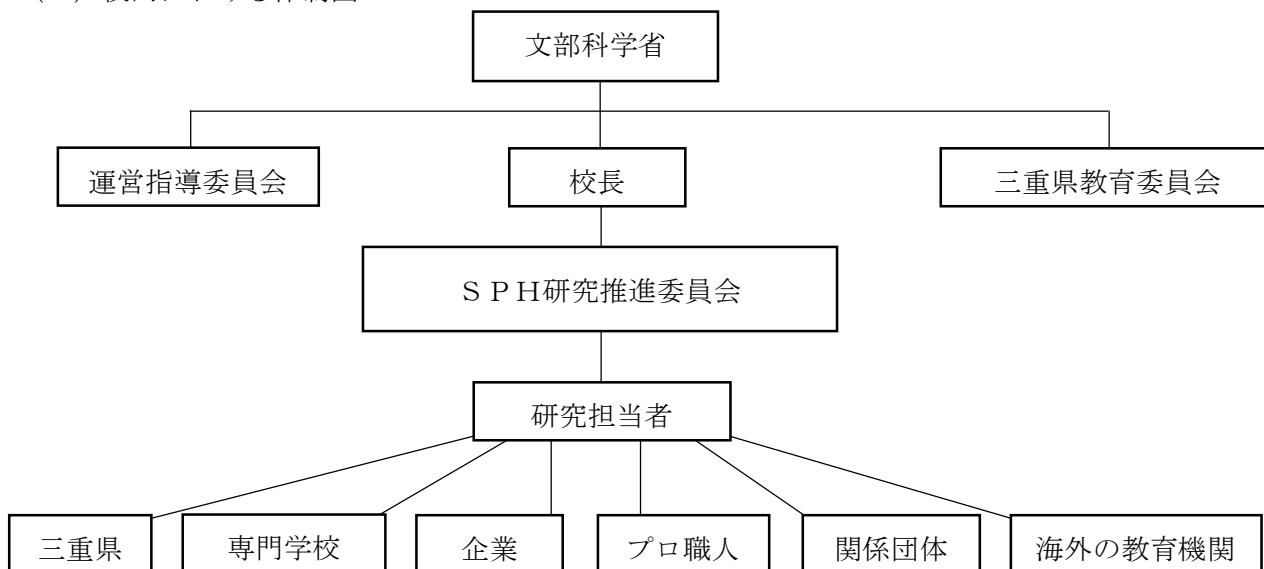 文部科学省
運営指導委員会 校長 三重県教育委員会
ＳＰＨ研究推進委員会
研究担当者
三重県 専門学校 企業 プロ職人 関係団体 海外の教育機関